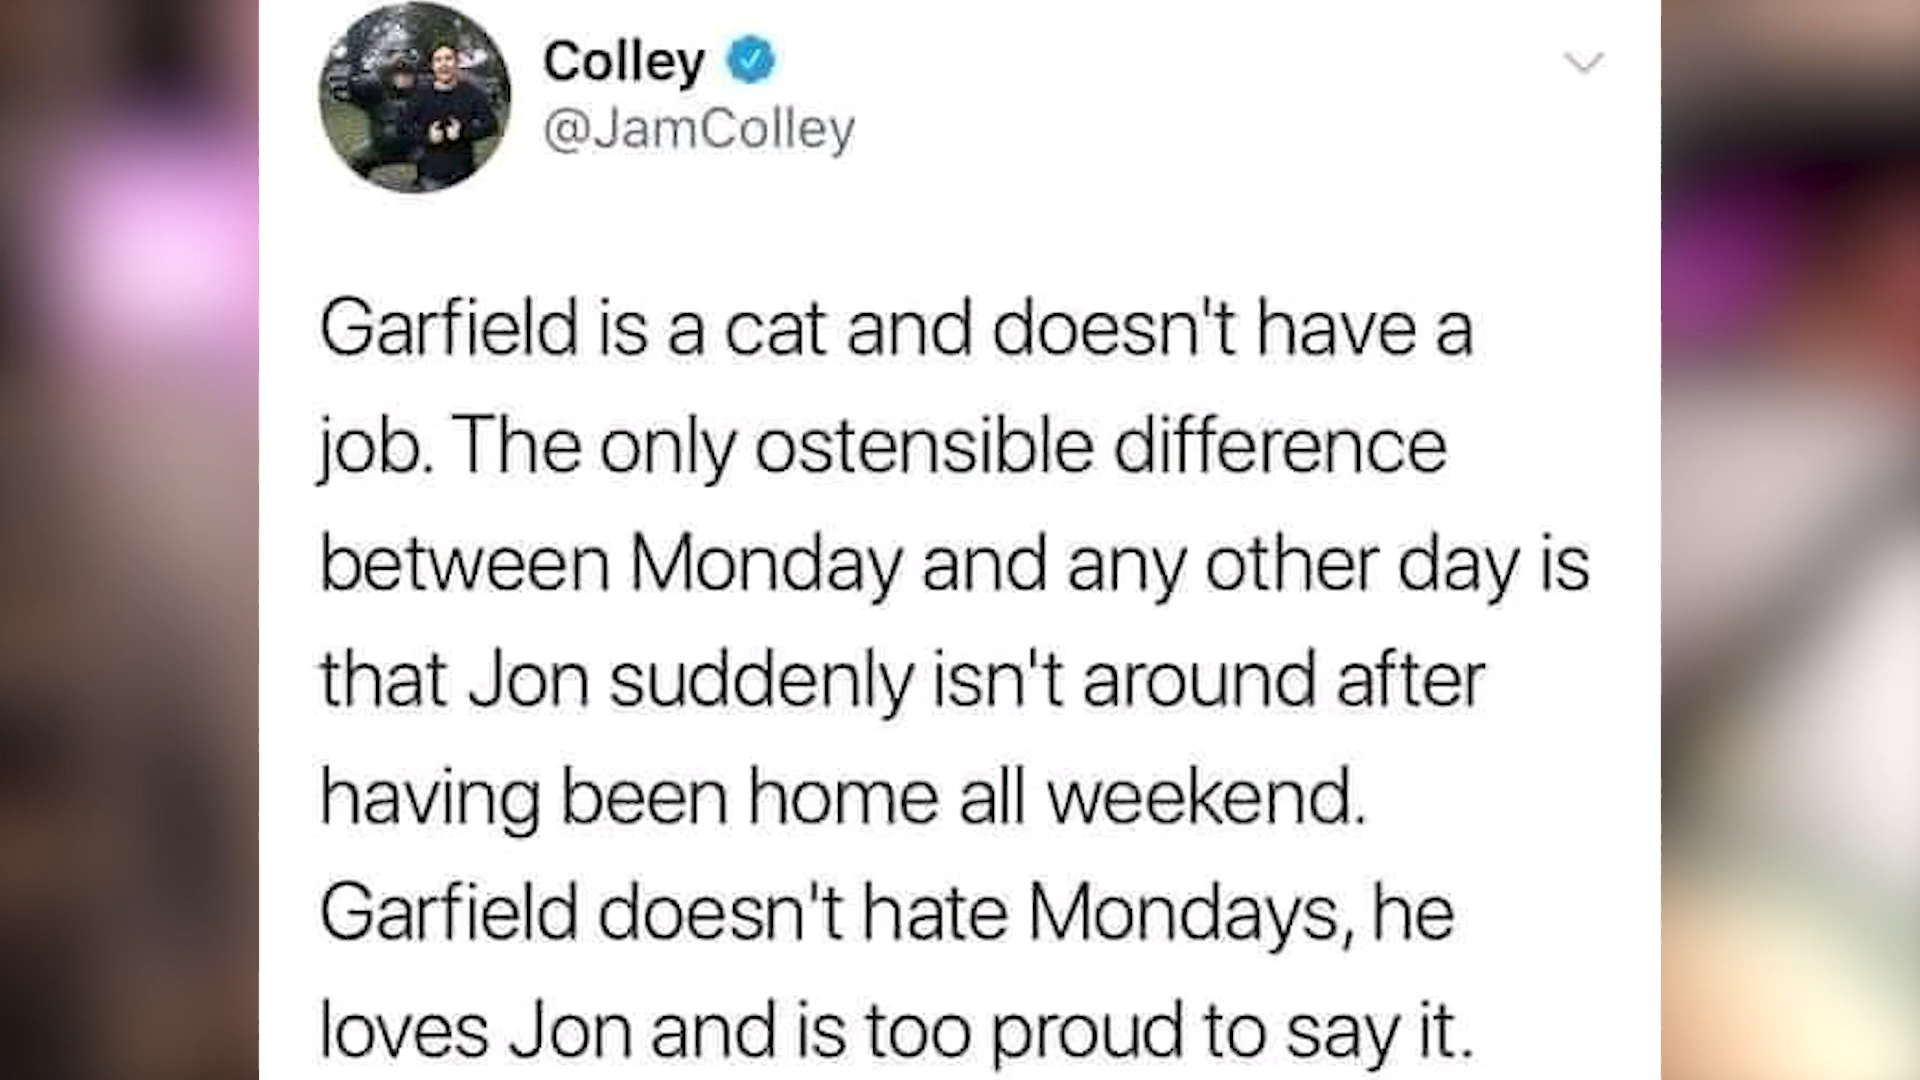 Colley
@JamColley
Garfield is a cat and doesn't have a
job. The only ostensible difference
between Monday and any other day is
that Jon suddenly isn't around after
having been home all weekend.
Garfield doesn't hate Mondays, he
loves Jon and is too proud to say it.